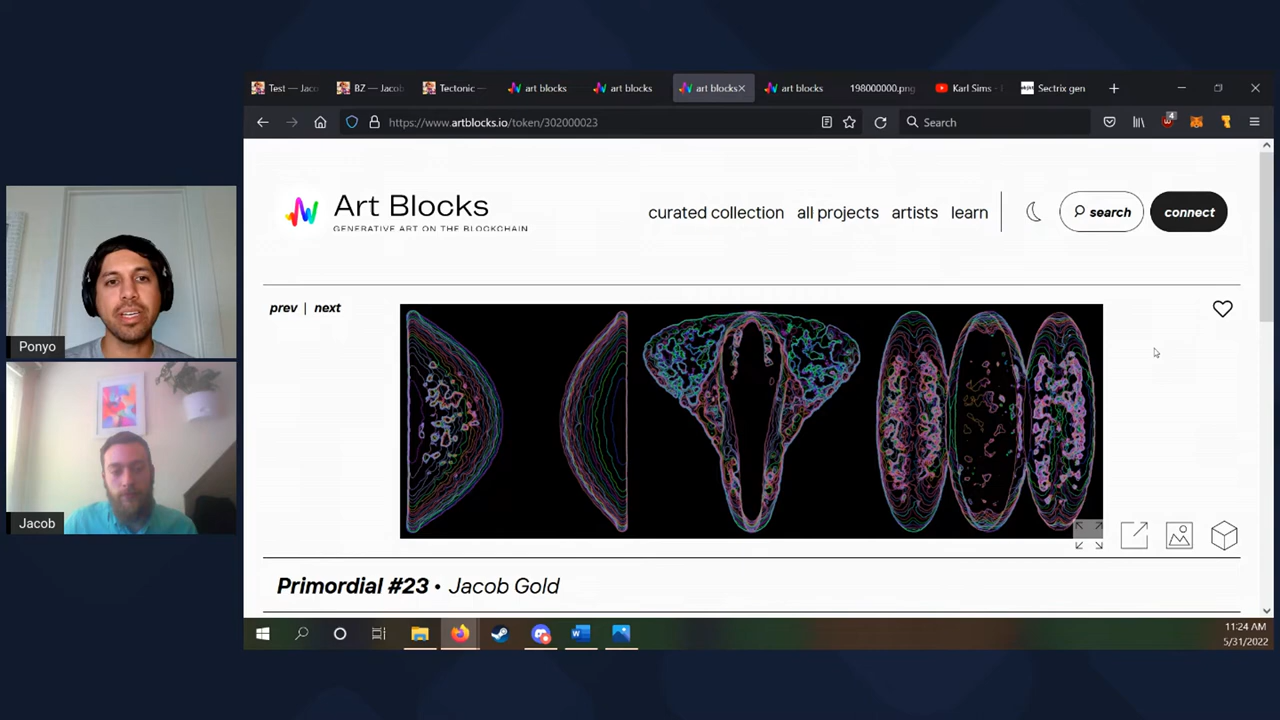 Test — Jaco
BZ — Jacob
Tectonic —
art blocks
art blocks
art blocks
art blocks
198000000.png
Karl Sims -
objkt
Sectrix gen
https://www.artblocks.io/token/302000023
Search
4
Art Blocks
GENERATIVE ART ON THE BLOCKCHAIN
curated collection
all projects
artists
learn
search
connect
prev | next
Primordial #23 • Jacob Gold
Ponyo
Jacob
11:24 AM
5/31/2022